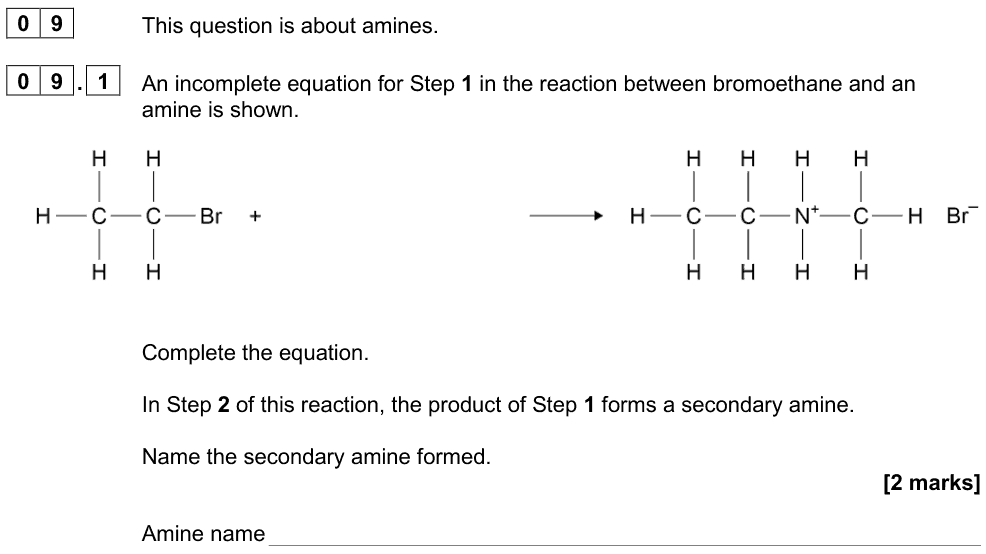 0 9 This question is about amines.
0 9 . 1 An incomplete equation for Step 1 in the reaction between bromoethane and an
amine is shown.
H H H H H H
H C C Br + H C C N⁺ C H Br⁻
H H H H H H
Complete the equation.
In Step 2 of this reaction, the product of Step 1 forms a secondary amine.
Name the secondary amine formed.
[2 marks]
Amine name